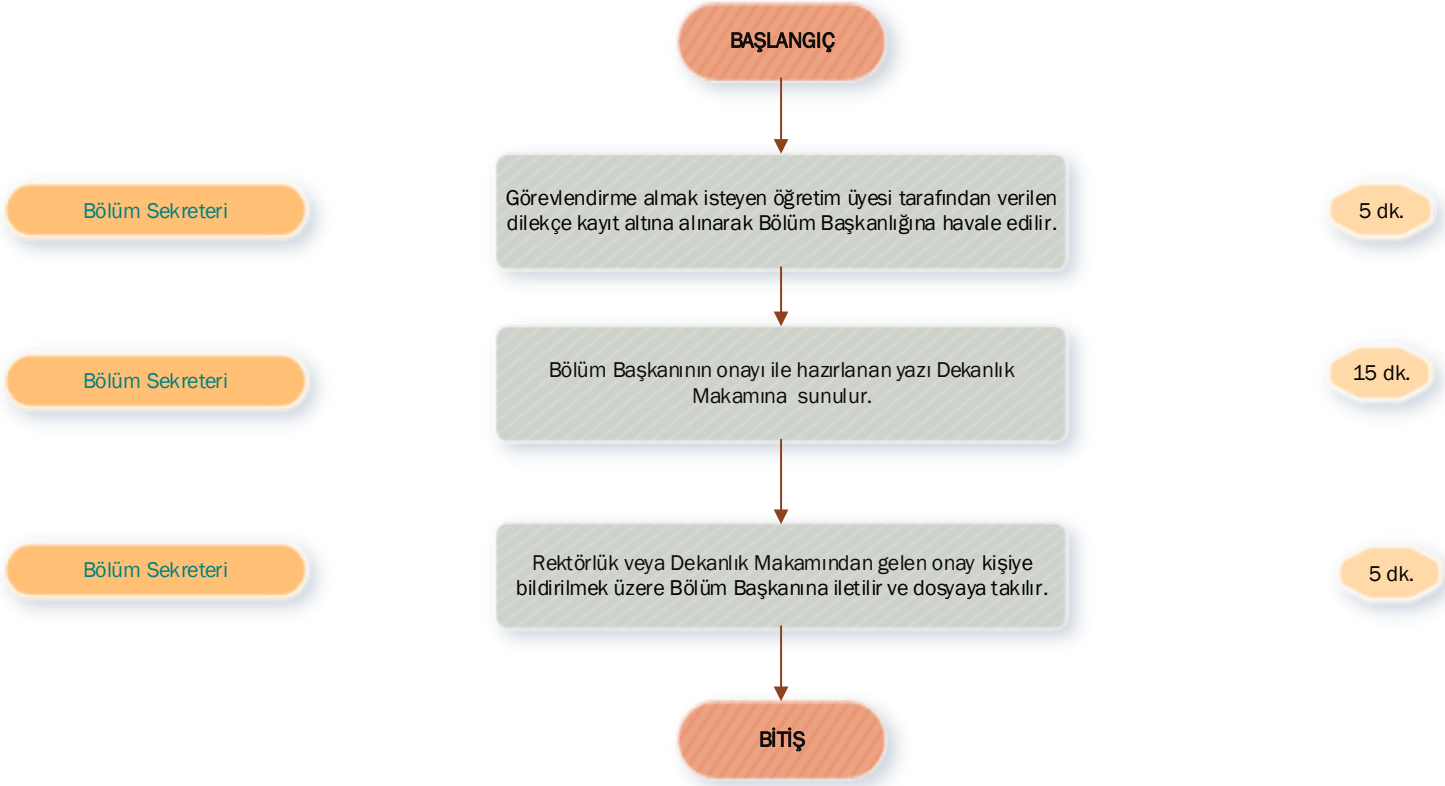 BAŞLANGIÇ
Bölüm Sekreteri
Görevlendirme almak isteyen öğretim üyesi tarafından verilen
dilekçe kayıt altına alınarak Bölüm Başkanlığına havale edilir.
5 dk.
Bölüm Sekreteri
Bölüm Başkanının onayı ile hazırlanan yazı Dekanlık
Makamına sunulur.
15 dk.
Bölüm Sekreteri
Rektörlük veya Dekanlık Makamından gelen onay kişiye
bildirilmek üzere Bölüm Başkanına iletilir ve dosyaya takılır.
5 dk.
BİTİŞ